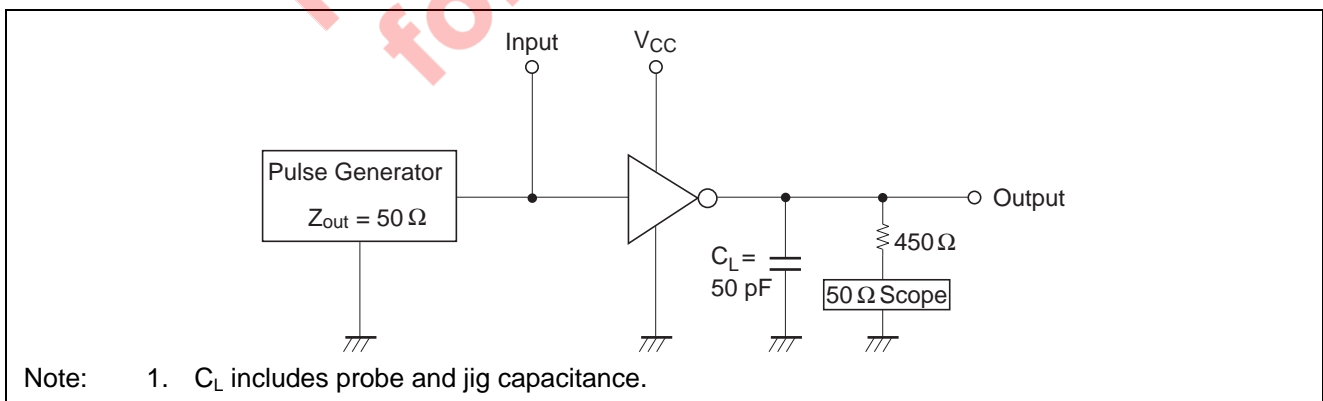 for
Input
V_CC
Pulse Generator
Z_out = 50 Ω
Output
450 Ω
C_L =
50 pF
50 Ω Scope
Note: 1. C_L includes probe and jig capacitance.